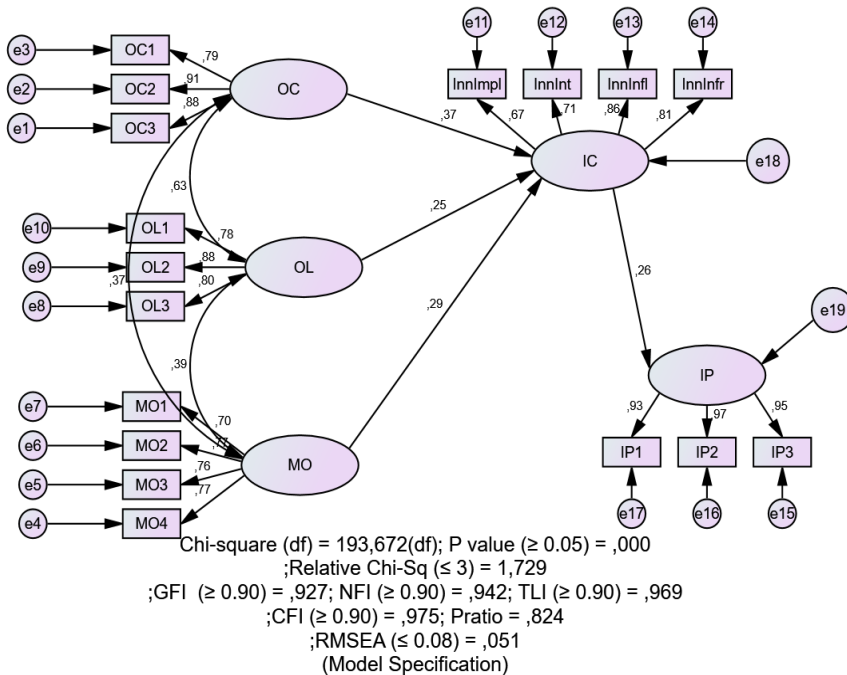 e11
e12
e13
e14
e3
OC1
,79
OC
InnImpl
InnInt
InnInfl
InnInfr
e2
OC2
,91
e1
OC3
,88
,67
,71
,86
,81
,37
IC
e18
,63
e10
OL1
,78
,25
e9
OL2
,88
OL
e8
OL3
,80
,37
,29
,26
e19
,39
IP
e7
MO1
,70
,93
,97
,95
e6
MO2
,77
MO
IP1
IP2
IP3
e5
MO3
,76
e4
MO4
,77
e17
e16
e15
Chi-square (df) = 193,672(df); P value (≥ 0.05) = ,000
;Relative Chi-Sq (≤ 3) = 1,729
;GFI (≥ 0.90) = ,927; NFI (≥ 0.90) = ,942; TLI (≥ 0.90) = ,969
;CFI (≥ 0.90) = ,975; Pratio = ,824
;RMSEA (≤ 0.08) = ,051
(Model Specification)